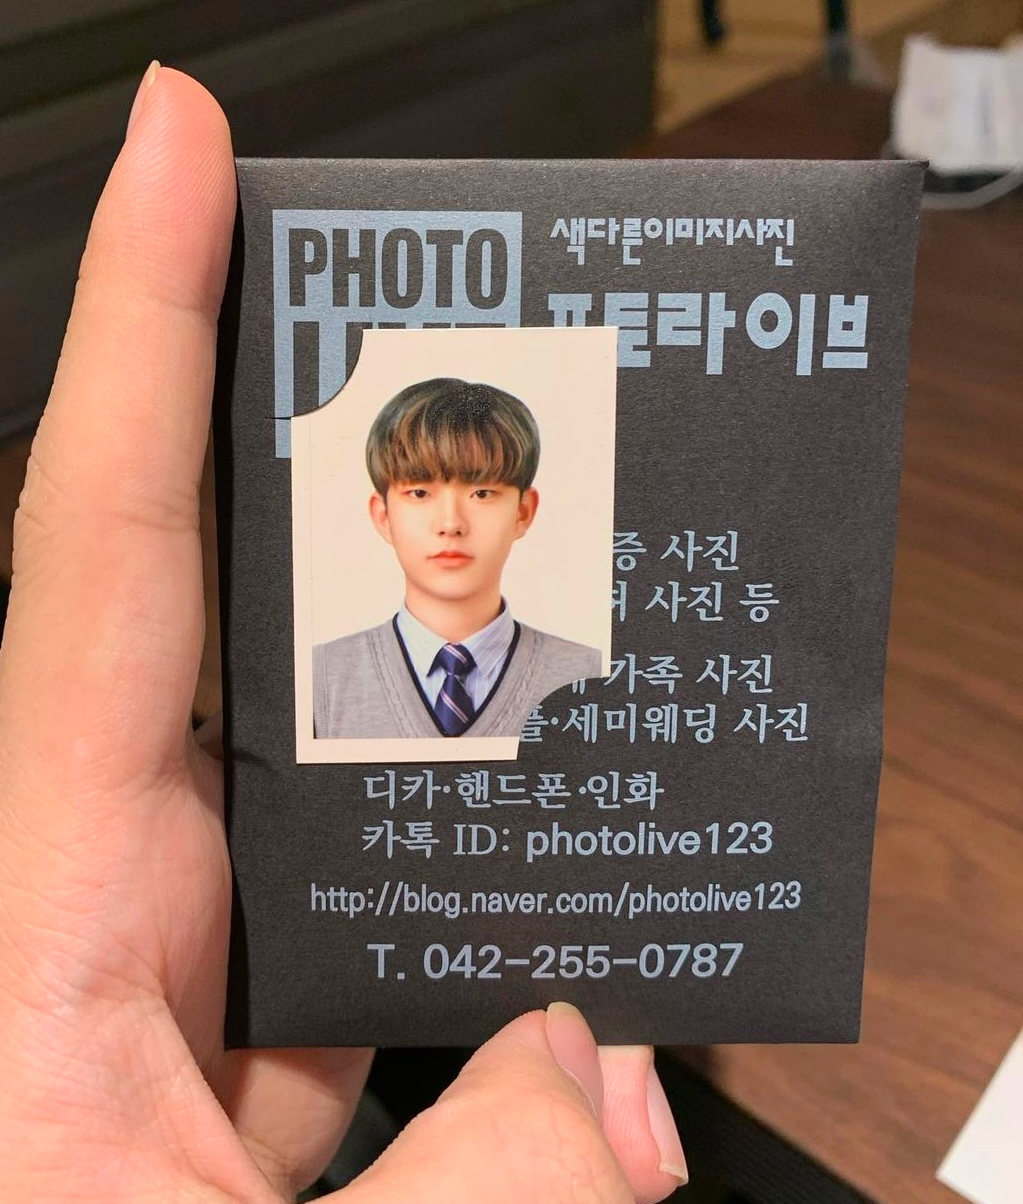 PHOTO
색다른이미지사진
포토라이브
사진
사진 등
가족 사진
세미웨딩 사진
디카·핸드폰·인화
카톡 ID: photolive123
http://blog.naver.com/photolive123
T. 042-255-0787